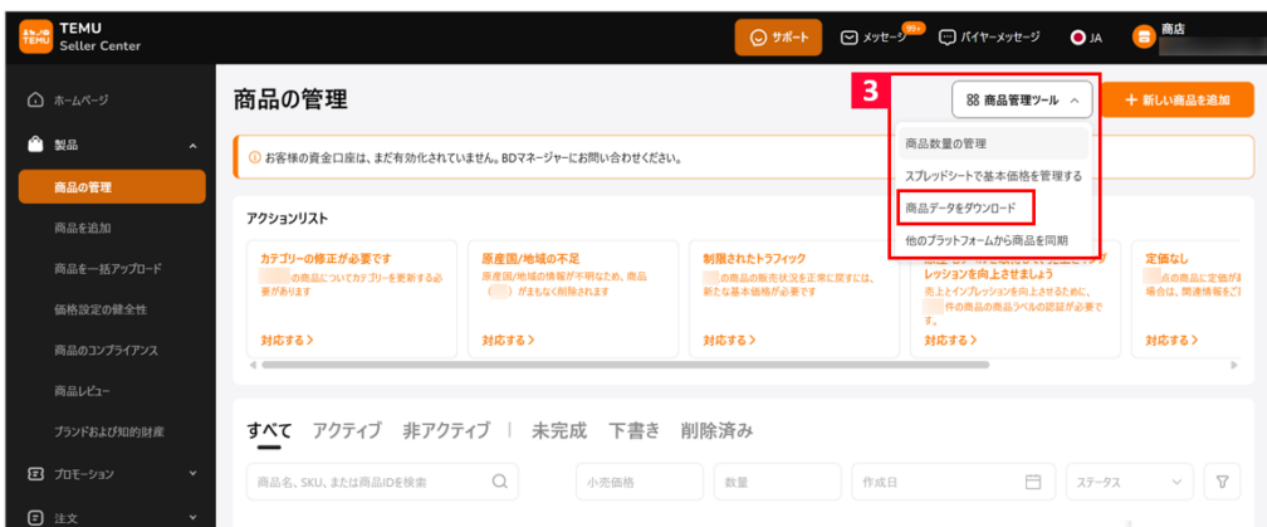 TEMU
TEMU
Seller Center
サポート
メッセージ
99+
バイヤーメッセージ
JA
商店
ホームページ
製品
商品の管理
商品を追加
商品を一括アップロード
価格設定の健全性
商品のコンプライアンス
商品レビュー
ブランドおよび知的財産
プロモーション
注文
商品の管理
3
商品管理ツール
+ 新しい商品を追加
商品数量の管理
スプレッドシートで基本価格を管理する
商品データをダウンロード
他のプラットフォームから商品を同期
お客様の資金口座は、まだ有効化されていません。BDマネージャーにお問い合わせください。
アクションリスト
カテゴリーの修正が必要です
の商品についてカテゴリーを更新する必
要があります
対応する >
原産国/地域の不足
原産国/地域の情報が不明なため、商品
( ) がまもなく削除されます
対応する >
制限されたトラフィック
の商品の販売状況を正常に戻すには、
新たな基本価格が必要です
対応する >
レッションを向上させましょう
売上とインプレッションを向上させるために、
件の商品の商品ラベルの認証が必要で
す。
対応する >
定価なし
点の商品に定価が
場合は、関連情報をご
対応する >
すべて アクティブ 非アクティブ | 未完成 下書き 削除済み
商品名、SKU、または商品IDを検索
小売価格
数量
作成日
ステータス